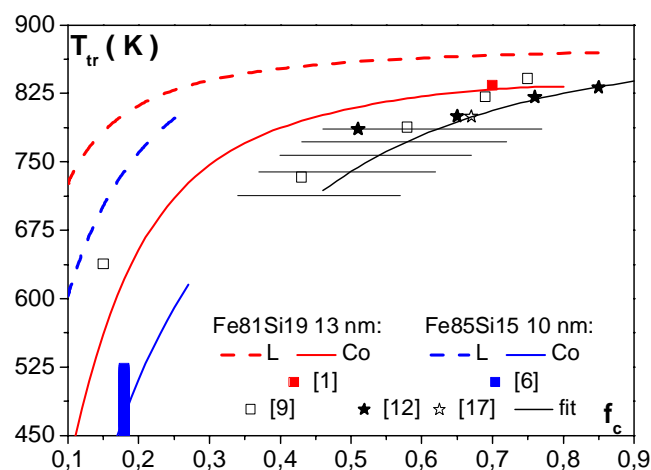 900
T_tr ( K )
825
750
675
600
Fe81Si19 13 nm: Fe85Si15 10 nm:
L Co L Co
525
[1] [6]
[9] [12] [17] fit f_c
450
0,1 0,2 0,3 0,4 0,5 0,6 0,7 0,8 0,9